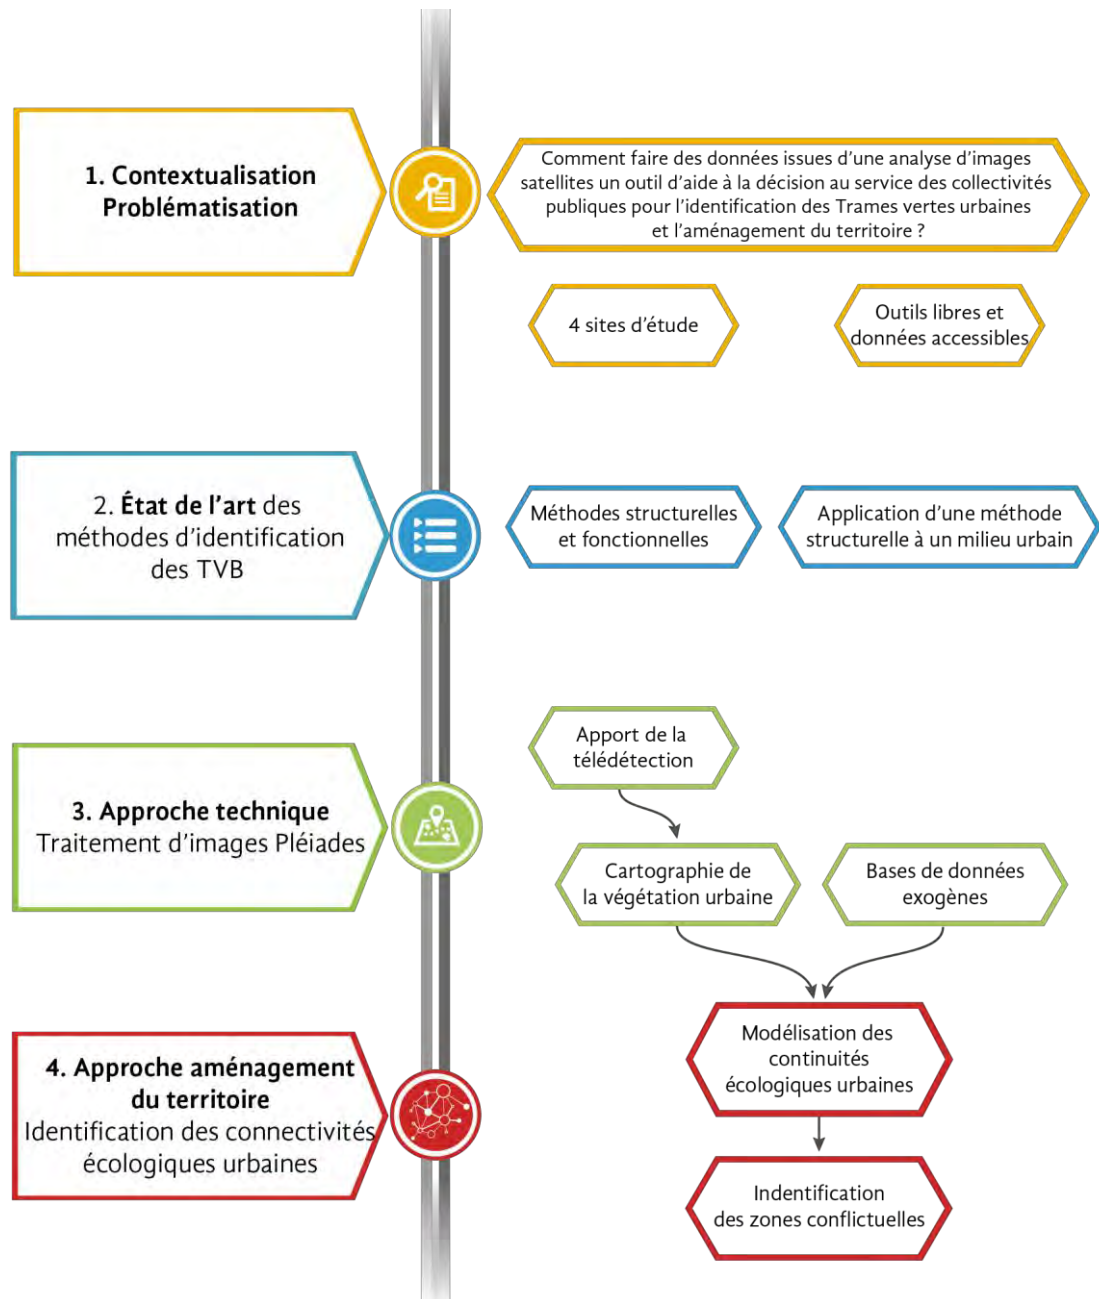 1. Contextualisation
Problématisation
Comment faire des données issues d’une analyse d’images
satellites un outil d’aide à la décision au service des collectivités
publiques pour l’identification des Trames vertes urbaines
et l’aménagement du territoire ?
4 sites d’étude
Outils libres et
données accessibles
2. État de l’art des
méthodes d’identification
des TVB
Méthodes structurelles
et fonctionnelles
Application d’une méthode
structurelle à un milieu urbain
3. Approche technique
Traitement d’images Pléiades
Apport de la
télédétection
Cartographie de
la végétation urbaine
Bases de données
exogènes
4. Approche aménagement
du territoire
Identification des connectivités
écologiques urbaines
Modélisation des
continuités
écologiques urbaines
Indentification
des zones conflictuelles